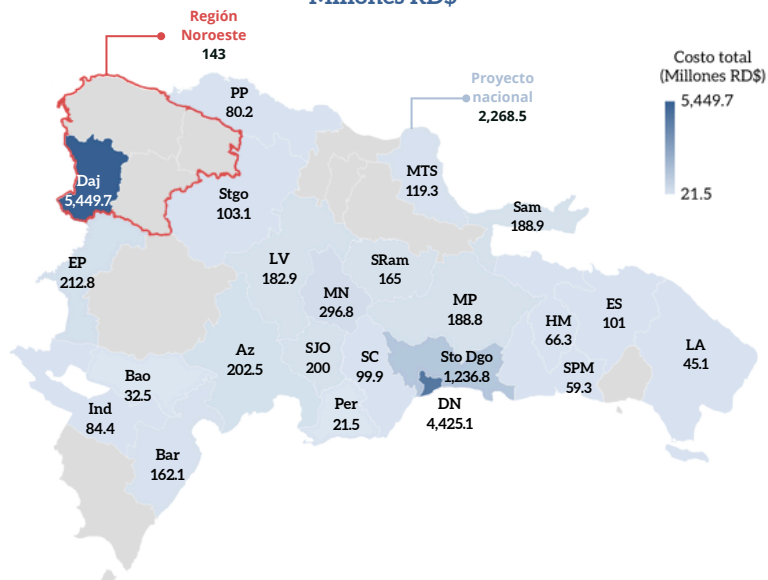 Millones RD$
Región
Noroeste
143
Proyecto
nacional
2,268.5
Costo total
(Millones RD$)
5,449.7
21.5
PP
80.2
Daj
5,449.7
Stgo
103.1
MTS
119.3
Sam
188.9
EP
212.8
LV
182.9
SRam
165
MN
296.8
MP
188.8
ES
101
HM
66.3
LA
45.1
Az
202.5
SJO
200
SC
99.9
Sto Dgo
1,236.8
SPM
59.3
Bao
32.5
Per
21.5
DN
4,425.1
Ind
84.4
Bar
162.1